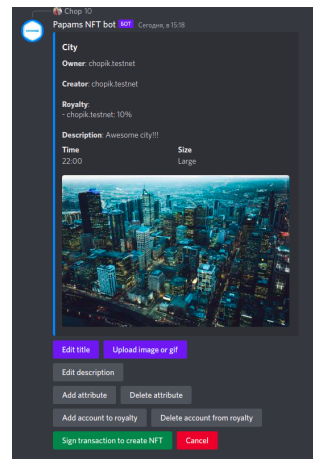 Chop 10
Papams NFT bot БОТ Сегодня, в 15:18
City
Owner: chopik.testnet
Creator: chopik.testnet
Royalty:
- chopik.testnet: 10%
Description: Awesome city!!!
Time Size
22:00 Large
Edit title Upload image or gif
Edit description
Add attribute Delete attribute
Add account to royalty Delete account from royalty
Sign transaction to create NFT Cancel